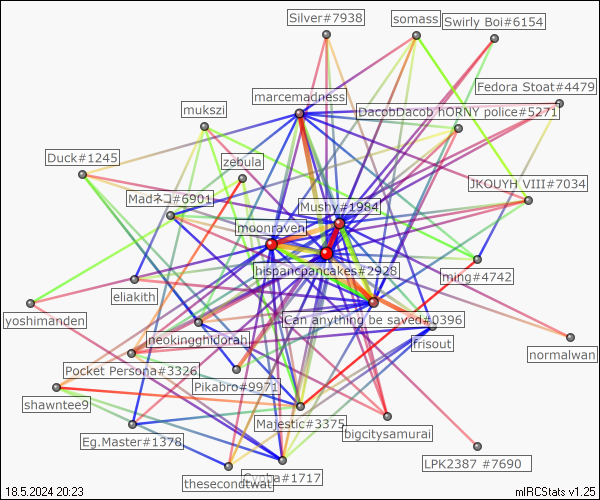 Silver#7938
somass
Swirly Boi#6154
Fedora Stoat#4479
marcemadness
DacobDacob hORNY police#5271
mukszi
Duck#1245
zebula
JKOUYH VIII#7034
Madネコ#6901
Mushy#1984
moonraven
hispancpancakes#2928
ming#4742
eliakith
yoshimanden
Can anything be saved#0396
neokingghidorah
frisout
normalwan
Pocket Persona#3326
Pikabro#9971
shawntee9
Majestic#3375
bigcitysamurai
Eg.Master#1378
LPK2387 #7690
Cynba#1717
thesecondtwat
18.5.2024 20:23
mIRCStats v1.25